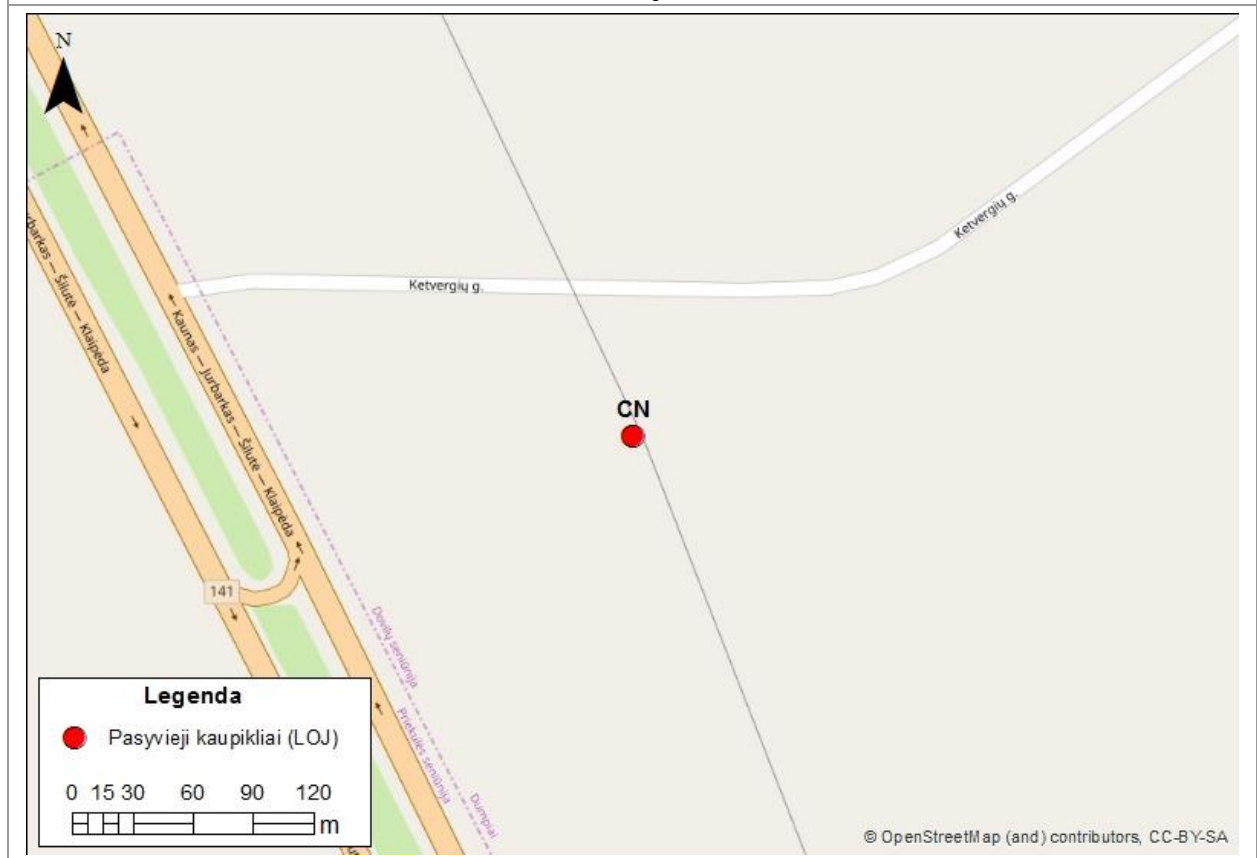 N
Ketvergių g.
Ketvergių g.
rbarkas — Šilutė — Klaipėda
Kaunas — Jurbarkas — Šilutė — Klaipėda
CN
141
Dovilų seniūnija
Priekulės seniūnija
Dumpiai
Legenda
Pasyvieji kaupikliai (LOJ)
0 15 30 60 90 120
m
© OpenStreetMap (and) contributors, CC-BY-SA